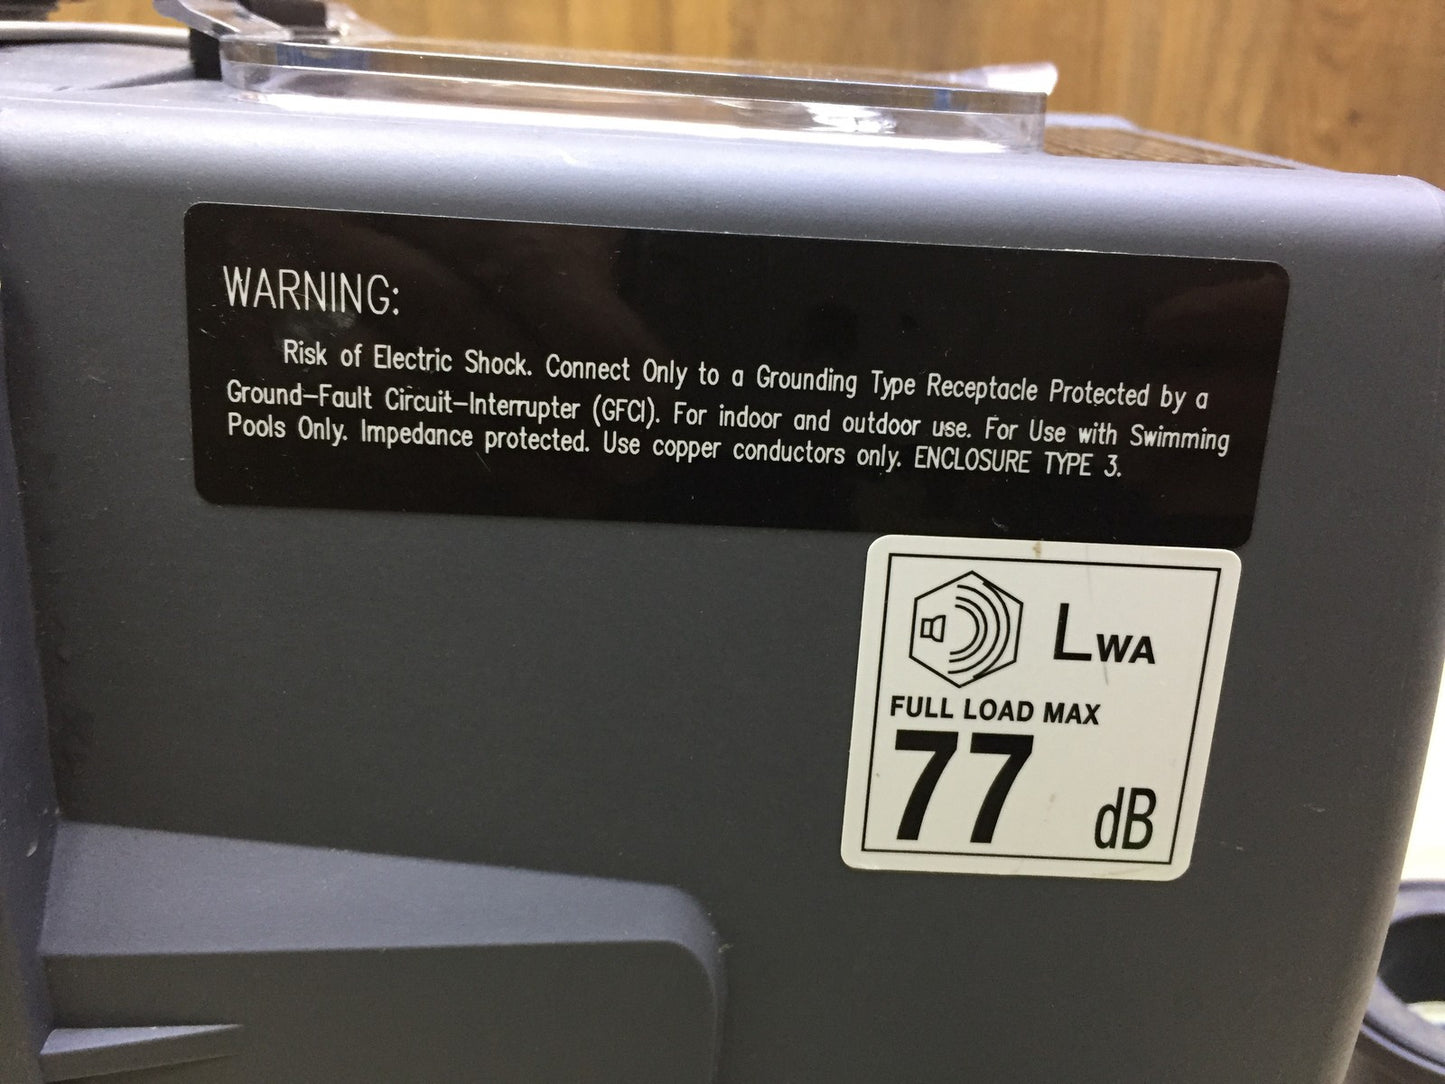 WARNING:
Risk of Electric Shock. Connect Only to a Grounding Type Receptacle Protected by a
Ground-Fault Circuit-Interrupter (GFCI). For indoor and outdoor use. For Use with Swimming
Pools Only. Impedance protected. Use copper conductors only. ENCLOSURE TYPE 3.
LWA
FULL LOAD MAX
77
dB